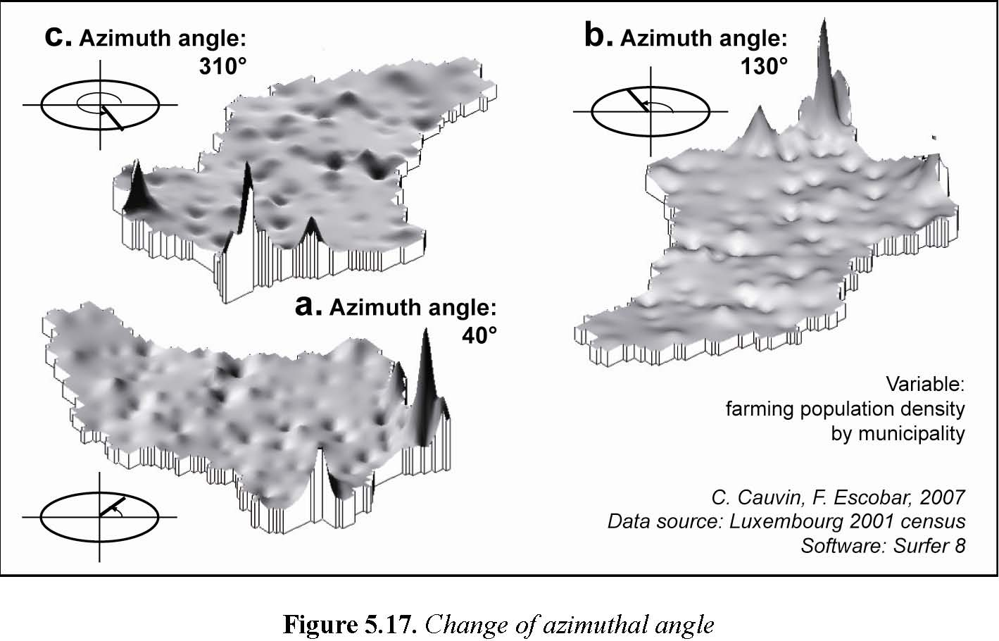 c. Azimuth angle:
310°
b. Azimuth angle:
130°
a. Azimuth angle:
40°
Variable:
farming population density
by municipality
C. Cauvin, F. Escobar, 2007
Data source: Luxembourg 2001 census
Software: Surfer 8
Figure 5.17. Change of azimuthal angle